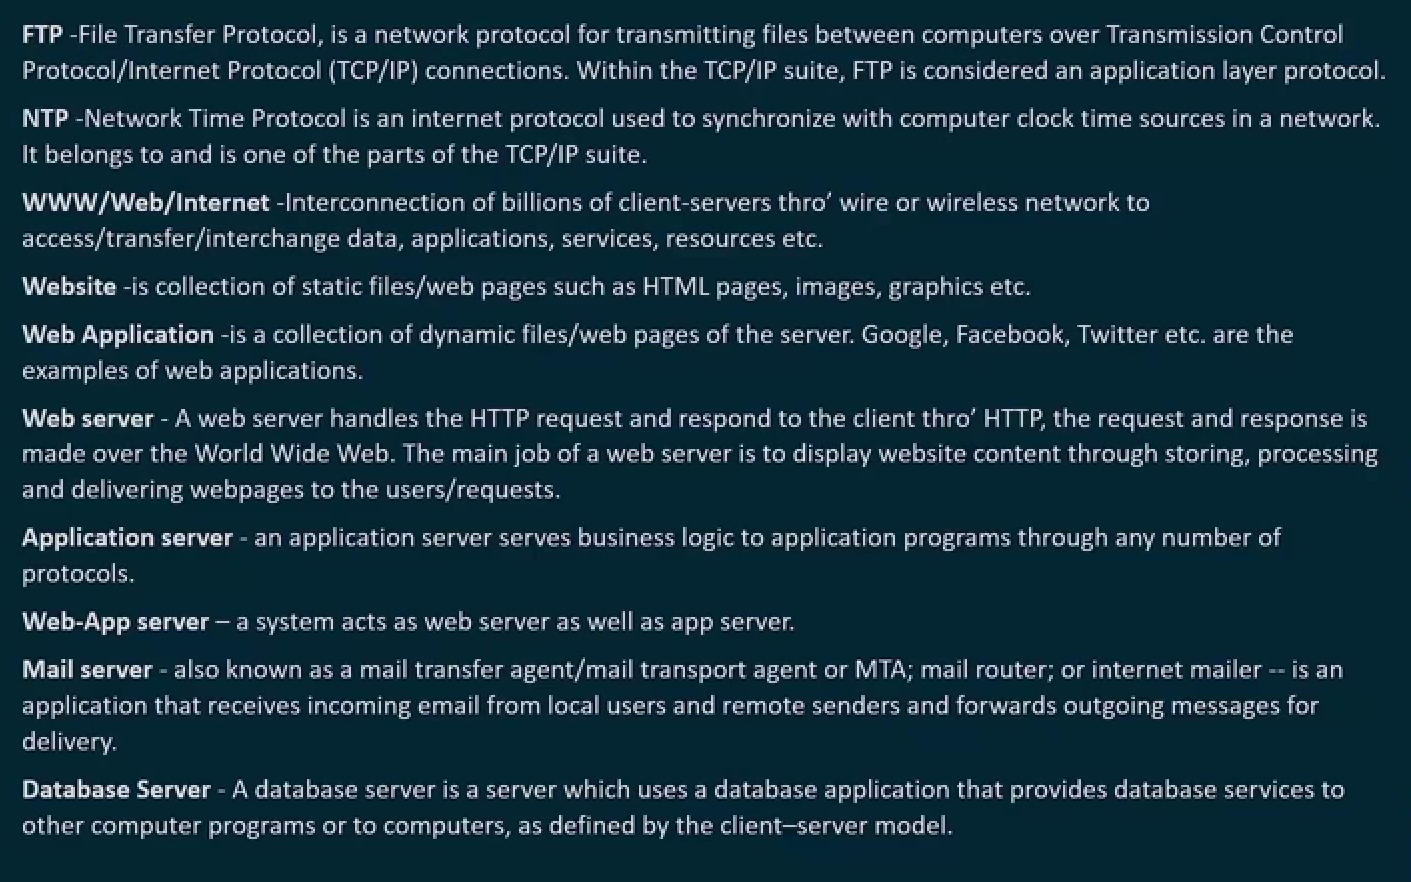 FTP -File Transfer Protocol, is a network protocol for transmitting files between computers over Transmission Control
Protocol/Internet Protocol (TCP/IP) connections. Within the TCP/IP suite, FTP is considered an application layer protocol.
NTP -Network Time Protocol is an internet protocol used to synchronize with computer clock time sources in a network.
It belongs to and is one of the parts of the TCP/IP suite.
WWW/Web/Internet -Interconnection of billions of client-servers thro’ wire or wireless network to
access/transfer/interchange data, applications, services, resources etc.
Website -is collection of static files/web pages such as HTML pages, images, graphics etc.
Web Application -is a collection of dynamic files/web pages of the server. Google, Facebook, Twitter etc. are the
examples of web applications.
Web server - A web server handles the HTTP request and respond to the client thro’ HTTP, the request and response is
made over the World Wide Web. The main job of a web server is to display website content through storing, processing
and delivering webpages to the users/requests.
Application server - an application server serves business logic to application programs through any number of
protocols.
Web-App server – a system acts as web server as well as app server.
Mail server - also known as a mail transfer agent/mail transport agent or MTA; mail router; or internet mailer -- is an
application that receives incoming email from local users and remote senders and forwards outgoing messages for
delivery.
Database Server - A database server is a server which uses a database application that provides database services to
other computer programs or to computers, as defined by the client–server model.